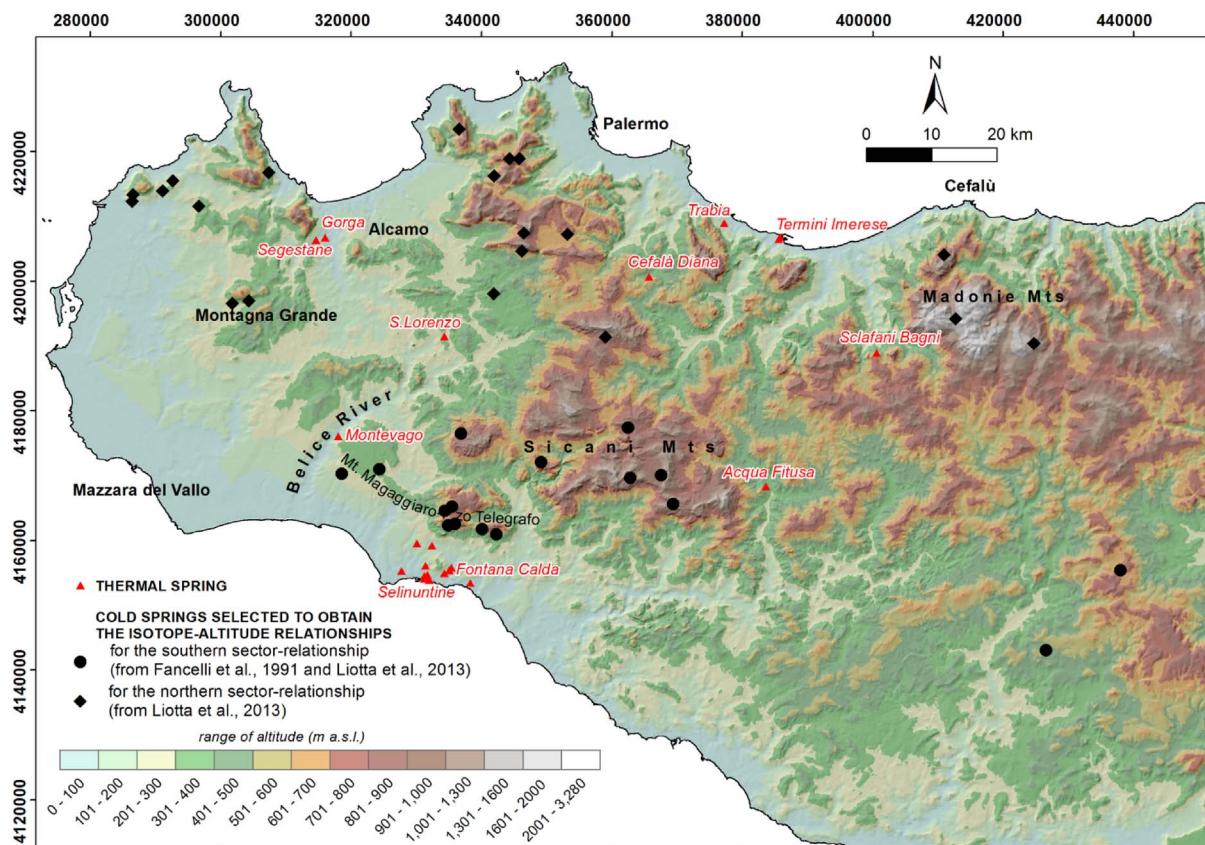 280000 300000 320000 340000 360000 380000 400000 420000 440000
N
0 10 20 km
Palermo
4220000
Cefalù
Trabia
Gorga
Termini Imerese
Alcamo
Segestane
Cefalà Diana
4200000
Madonie Mts
Montagna Grande
S.Lorenzo
Sclafani Bagni
4180000
Belice River
Montevago
Sicani Mts
Mt. Magaggiaro-
Telegrafo
Acqua Fitusa
Mazzara del Vallo
4160000
Fontana Calda
Selinuntine
THERMAL SPRING
COLD SPRINGS SELECTED TO OBTAIN
THE ISOTOPE-ALTITUDE RELATIONSHIPS
for the southern sector-relationship
(from Fancelli et al., 1991 and Liotta et al., 2013)
for the northern sector-relationship
(from Liotta et al., 2013)
4140000
range of altitude (m a.s.l.)
0 - 100
101 - 200
201 - 300
301 - 400
401 - 500
501 - 600
601 - 700
701 - 800
801 - 900
901 - 1,000
1,001 - 1,300
1,301 - 1600
1601 - 2000
2001 - 3,280
4120000